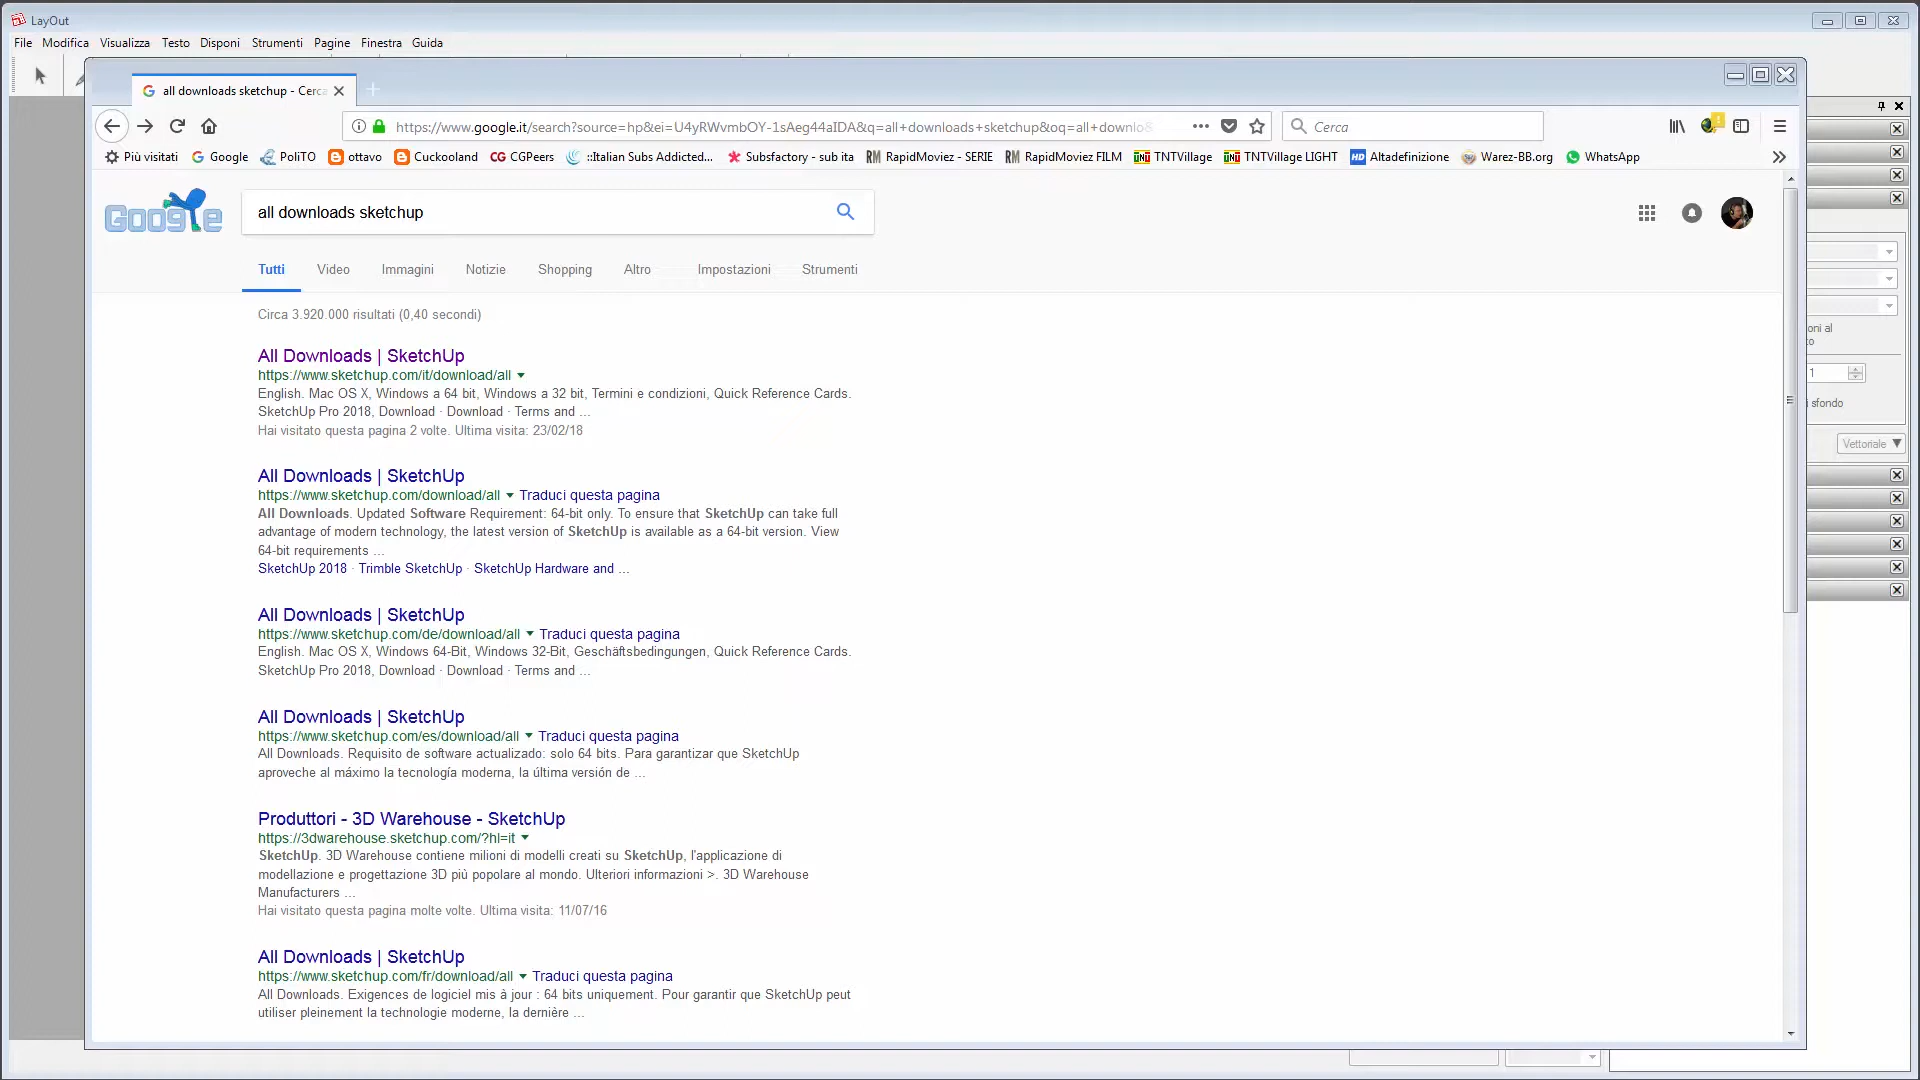 LayOut
File Modifica Visualizza Testo Disponi Strumenti Pagine Finestra Guida
all downloads sketchup - Cerca
https://www.google.it/search?source=hp&ei=U4yRWvmbOY-1sAeg44aIDA&q=all+downloads+sketchup&oq=all+downlo
Cerca
Più visitati Google PoliTO ottavo Cuckooland CGPeers ::Italian Subs Addicted... Subsfactory - sub ita RapidMoviez - SERIE RapidMoviez FILM TNTVillage TNTVillage LIGHT Altadefinizione Warez-BB.org WhatsApp
Google
all downloads sketchup
Tutti Video Immagini Notizie Shopping Altro Impostazioni Strumenti
Circa 3.920.000 risultati (0,40 secondi)
All Downloads | SketchUp
https://www.sketchup.com/it/download/all
English. Mac OS X, Windows a 64 bit, Windows a 32 bit, Termini e condizioni, Quick Reference Cards.
SketchUp Pro 2018, Download · Download · Terms and ...
Hai visitato questa pagina 2 volte. Ultima visita: 23/02/18
All Downloads | SketchUp
https://www.sketchup.com/download/all Traduci questa pagina
All Downloads. Updated Software Requirement: 64-bit only. To ensure that SketchUp can take full
advantage of modern technology, the latest version of SketchUp is available as a 64-bit version. View
64-bit requirements ...
SketchUp 2018 · Trimble SketchUp · SketchUp Hardware and ...
All Downloads | SketchUp
https://www.sketchup.com/de/download/all Traduci questa pagina
English. Mac OS X, Windows 64-Bit, Windows 32-Bit, Geschäftsbedingungen, Quick Reference Cards.
SketchUp Pro 2018, Download · Download · Terms and ...
All Downloads | SketchUp
https://www.sketchup.com/es/download/all Traduci questa pagina
All Downloads. Requisito de software actualizado: solo 64 bits. Para garantizar que SketchUp
aproveche al máximo la tecnología moderna, la última versión de ...
Produttori - 3D Warehouse - SketchUp
https://3dwarehouse.sketchup.com/?hl=it
SketchUp. 3D Warehouse contiene milioni di modelli creati su SketchUp, l'applicazione di
modellazione e progettazione 3D più popolare al mondo. Ulteriori informazioni >. 3D Warehouse
Manufacturers ...
Hai visitato questa pagina molte volte. Ultima visita: 11/07/16
All Downloads | SketchUp
https://www.sketchup.com/fr/download/all Traduci questa pagina
All Downloads. Exigences de logiciel mis à jour : 64 bits uniquement. Pour garantir que SketchUp peut
utiliser pleinement la technologie moderne, la dernière ...
oni al
to
1
i sfondo
Vettoriale